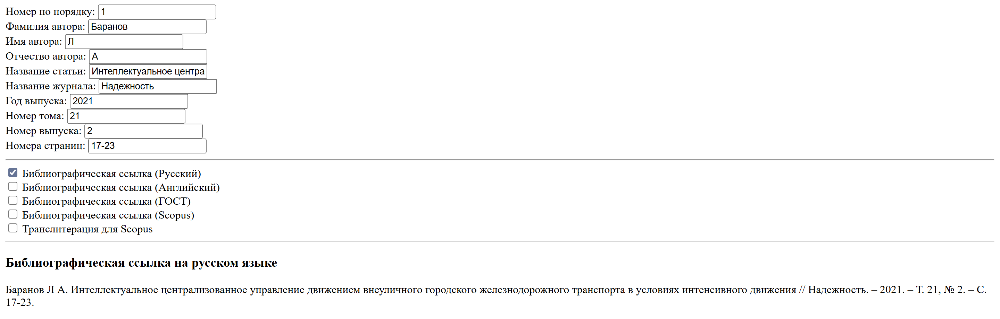 Номер по порядку: 1
Фамилия автора: Баранов
Имя автора: Л
Отчество автора: А
Название статьи: Интеллектуальное центра
Название журнала: Надежность
Год выпуска: 2021
Номер тома: 21
Номер выпуска: 2
Номера страниц: 17-23
Библиографическая ссылка (Русский)
Библиографическая ссылка (Английский)
Библиографическая ссылка (ГОСТ)
Библиографическая ссылка (Scopus)
Транслитерация для Scopus
Библиографическая ссылка на русском языке
Баранов Л А. Интеллектуальное централизованное управление движением внеуличного городского железнодорожного транспорта в условиях интенсивного движения // Надежность. – 2021. – Т. 21, № 2. – С.
17-23.